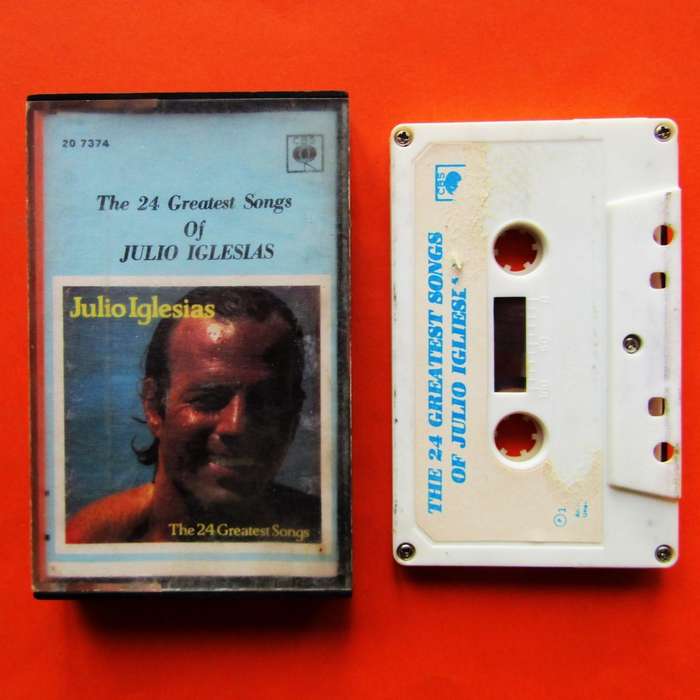 20 7374
CBS
The 24 Greatest Songs
Of
JULIO IGLESIAS
Julio Iglesias
The 24 Greatest Songs
CBS
THE 24 GREATEST SONGS
OF JULIO IGLIESI